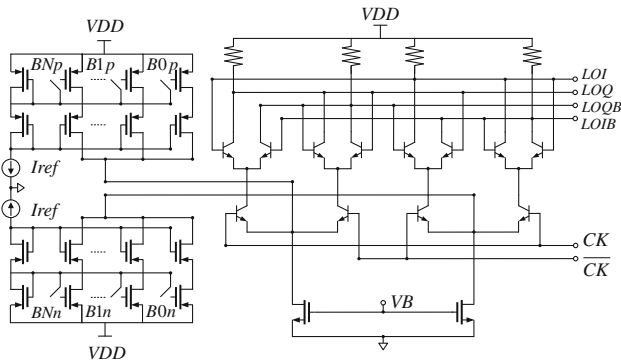 VDD
VDD
BNp
B1p
B0p
LOI
LOQ
LOQB
LOIB
Iref
Iref
CK
CK
VB
BNn
B1n
B0n
VDD